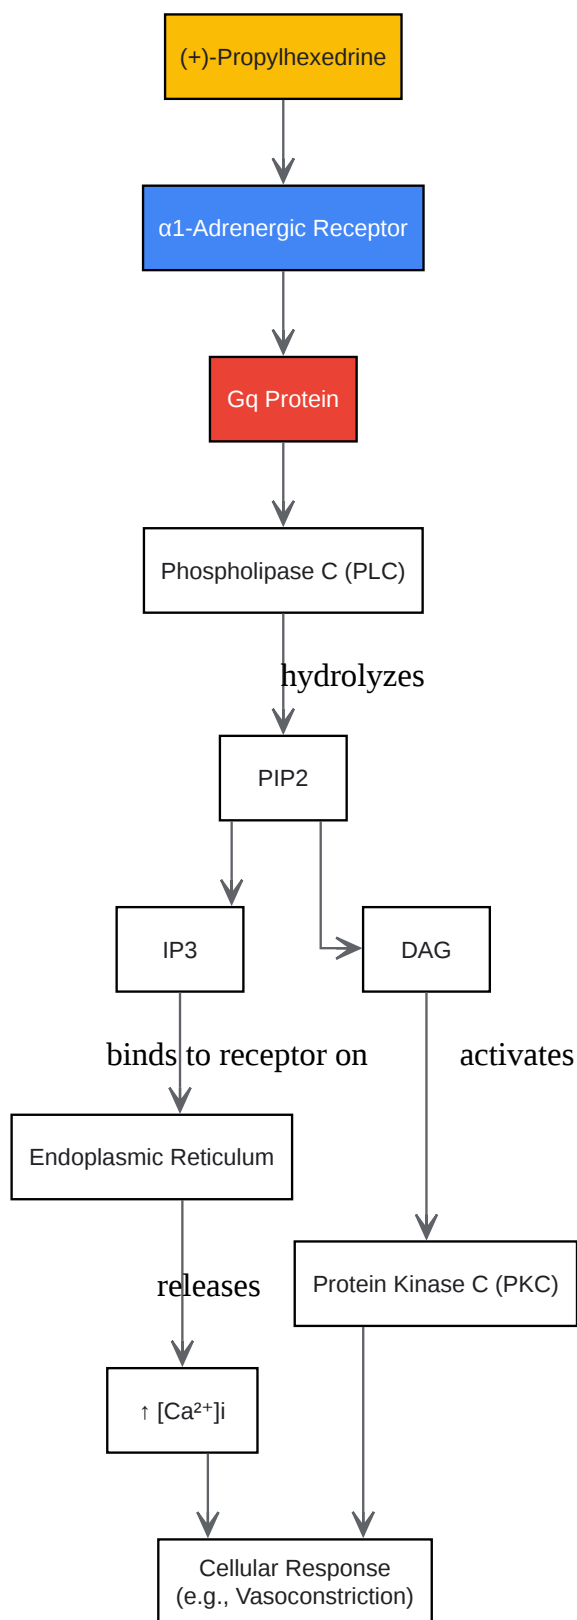 (+)-Propylhexedrine
α1-Adrenergic Receptor
Gq Protein
Phospholipase C (PLC)
hydrolyzes
PIP2
IP3
DAG
binds to receptor on
activates
Endoplasmic Reticulum
releases
Protein Kinase C (PKC)
↑ [Ca²⁺]i
Cellular Response
(e.g., Vasoconstriction)